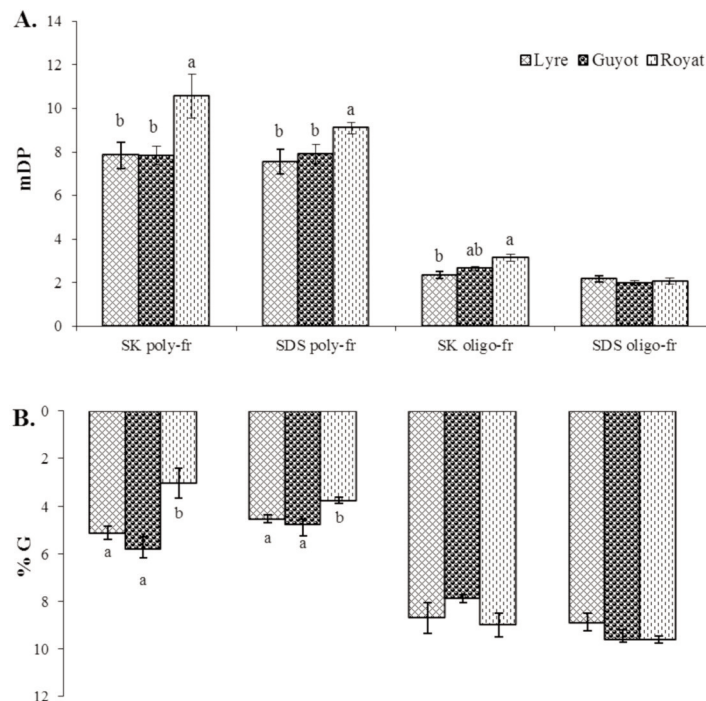 A.
14
12
10
8
6
4
2
0
mDP
Lyre Guyot Royat
b b a
b b a
b ab a
SK poly-fr SDS poly-fr SK oligo-fr SDS oligo-fr
B.
0
2
4
6
8
10
12
% G
a a b
a a b